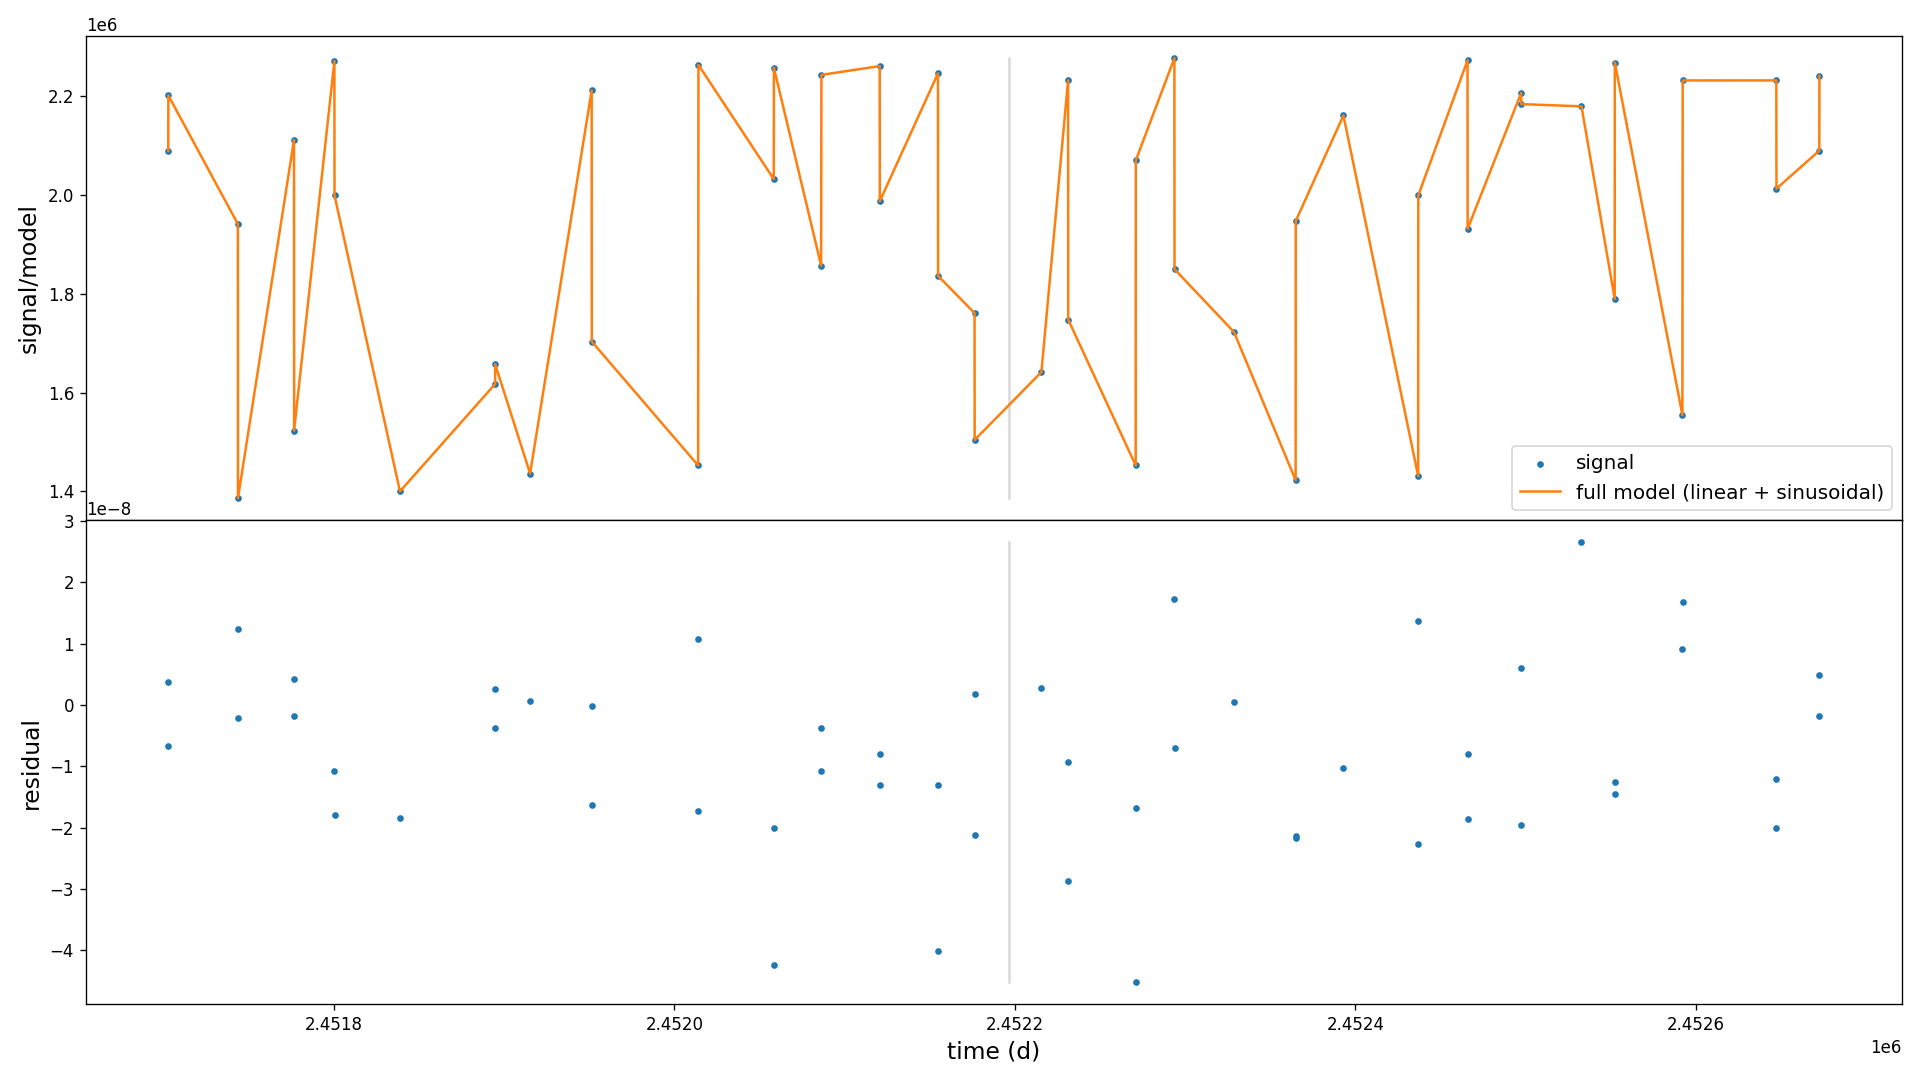 1e6
2.2
2.0
1.8
1.6
1.4
signal/model
signal
full model (linear + sinusoidal)
1e−8
3
2
1
0
−1
−2
−3
−4
residual
2.4518
2.4520
2.4522
2.4524
2.4526
time (d)
1e6